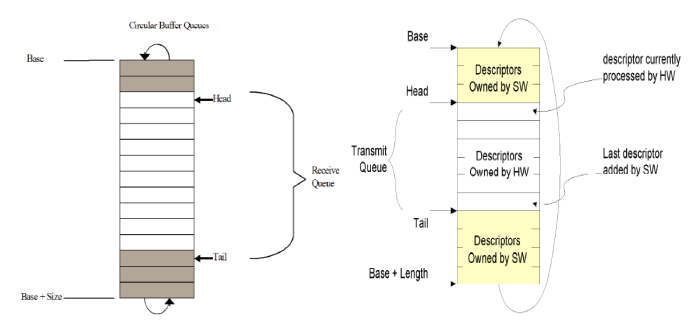 Circular Buffer Queues
Base
Head
Receive
Queue
Tail
Base + Size
Base
Descriptors
Owned by SW
descriptor currently
processed by HW
Head
Transmit
Queue
Descriptors
Owned by HW
Last descriptor
added by SW
Tail
Descriptors
Owned by SW
Base + Length